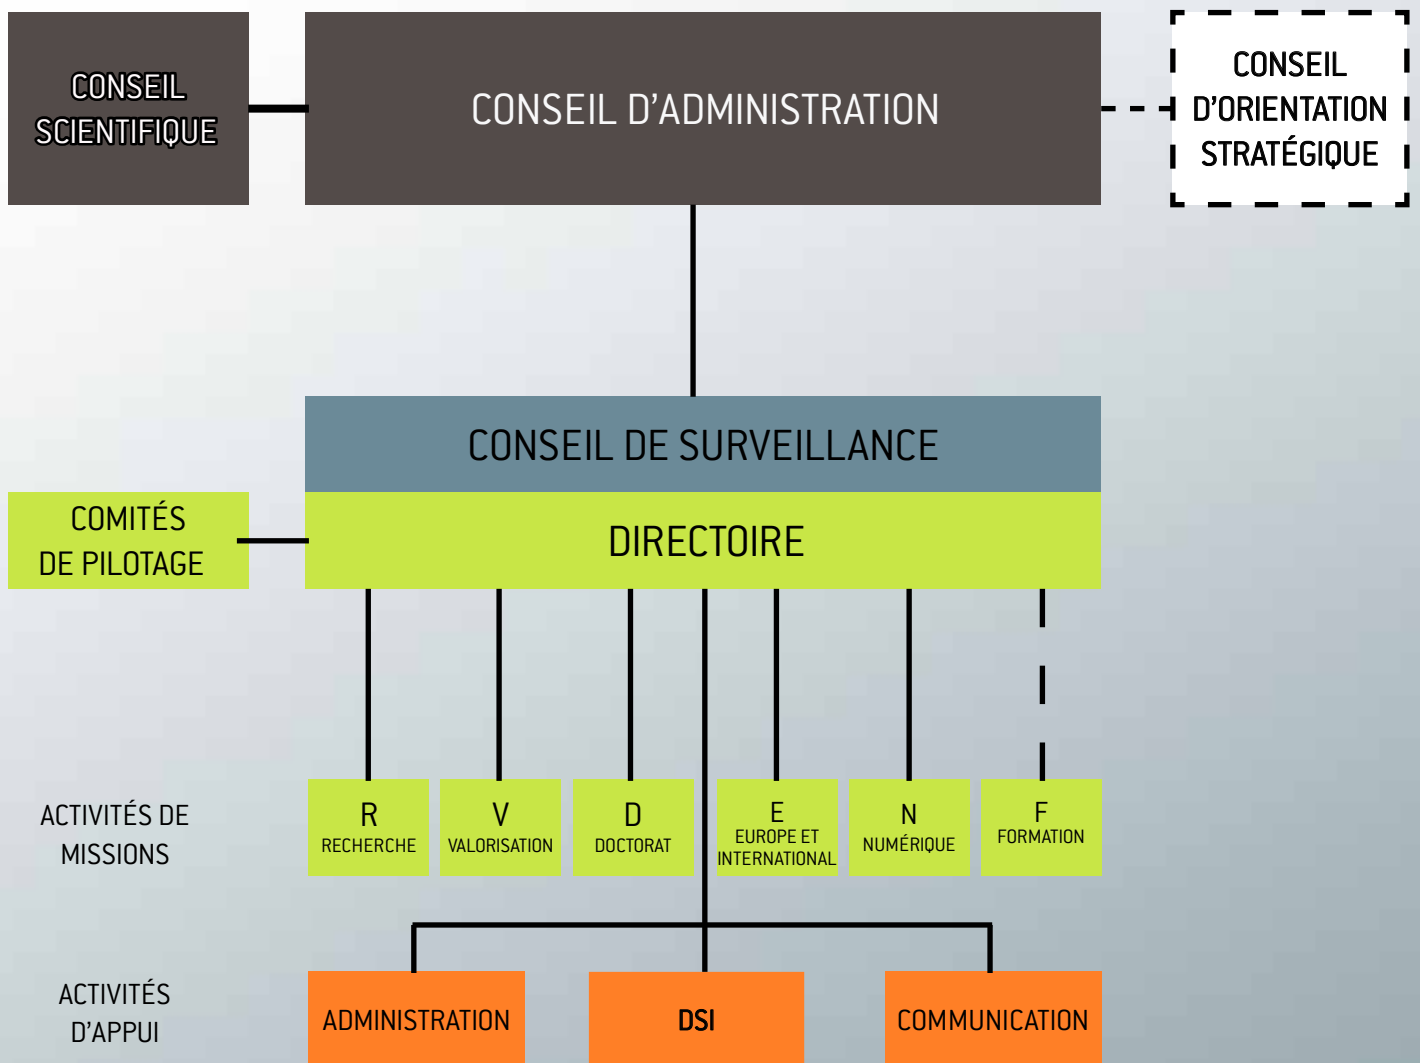 CONSEIL
SCIENTIFIQUE
CONSEIL D'ADMINISTRATION
CONSEIL
D'ORIENTATION
STRATÉGIQUE
CONSEIL DE SURVEILLANCE
COMITÉS
DE PILOTAGE
DIRECTOIRE
ACTIVITÉS DE
MISSIONS
R
RECHERCHE
V
VALORISATION
D
DOCTORAT
E
EUROPE ET
INTERNATIONAL
N
NUMÉRIQUE
F
FORMATION
ACTIVITÉS
D'APPUI
ADMINISTRATION
DSI
COMMUNICATION